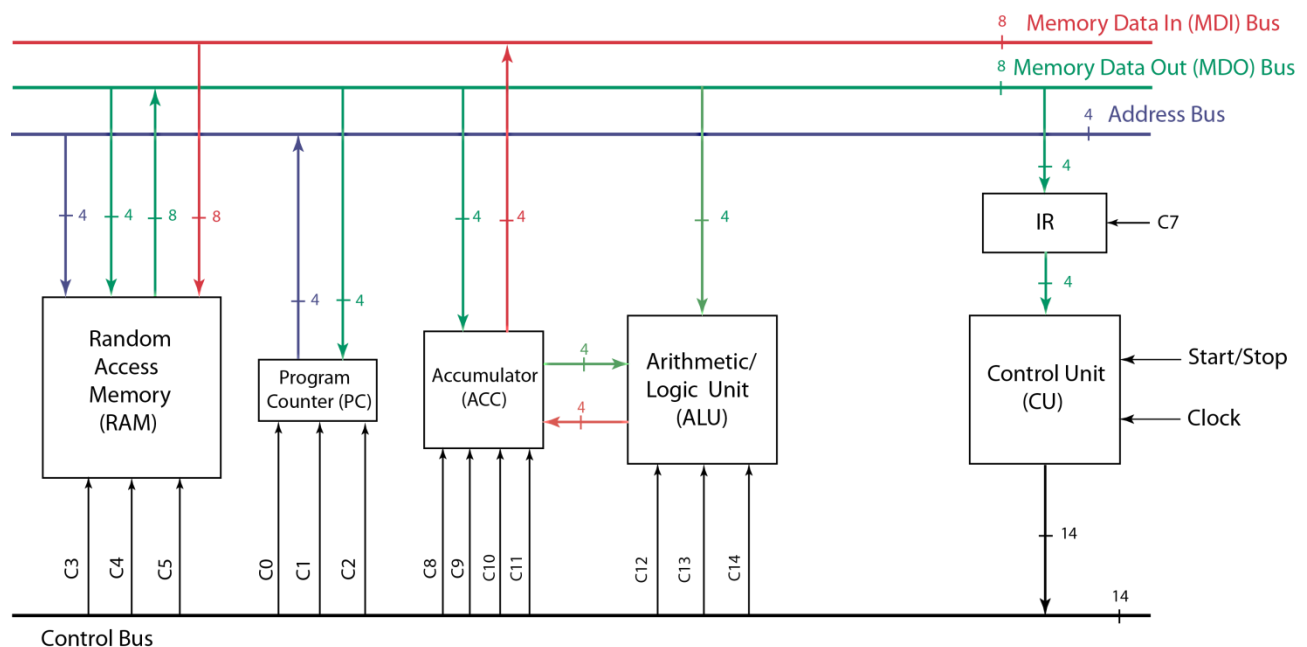 8 Memory Data In (MDI) Bus
8 Memory Data Out (MDO) Bus
4 Address Bus
4
4
8
8
4
4
4
4
4
4
IR
C7
4
Random
Access
Memory
(RAM)
Program
Counter (PC)
Accumulator
(ACC)
4
4
Arithmetic/
Logic Unit
(ALU)
Control Unit
(CU)
Start/Stop
Clock
C3
C4
C5
C0
C1
C2
C8
C9
C10
C11
C12
C13
C14
14
14
Control Bus